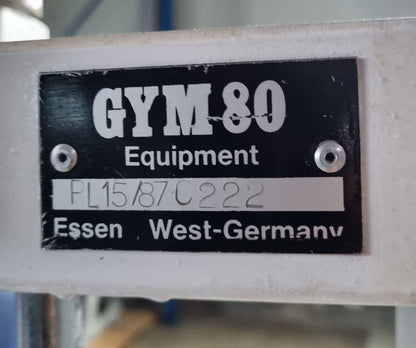 GYM 80
Equipment
PL15/87C222
Essen West-Germany